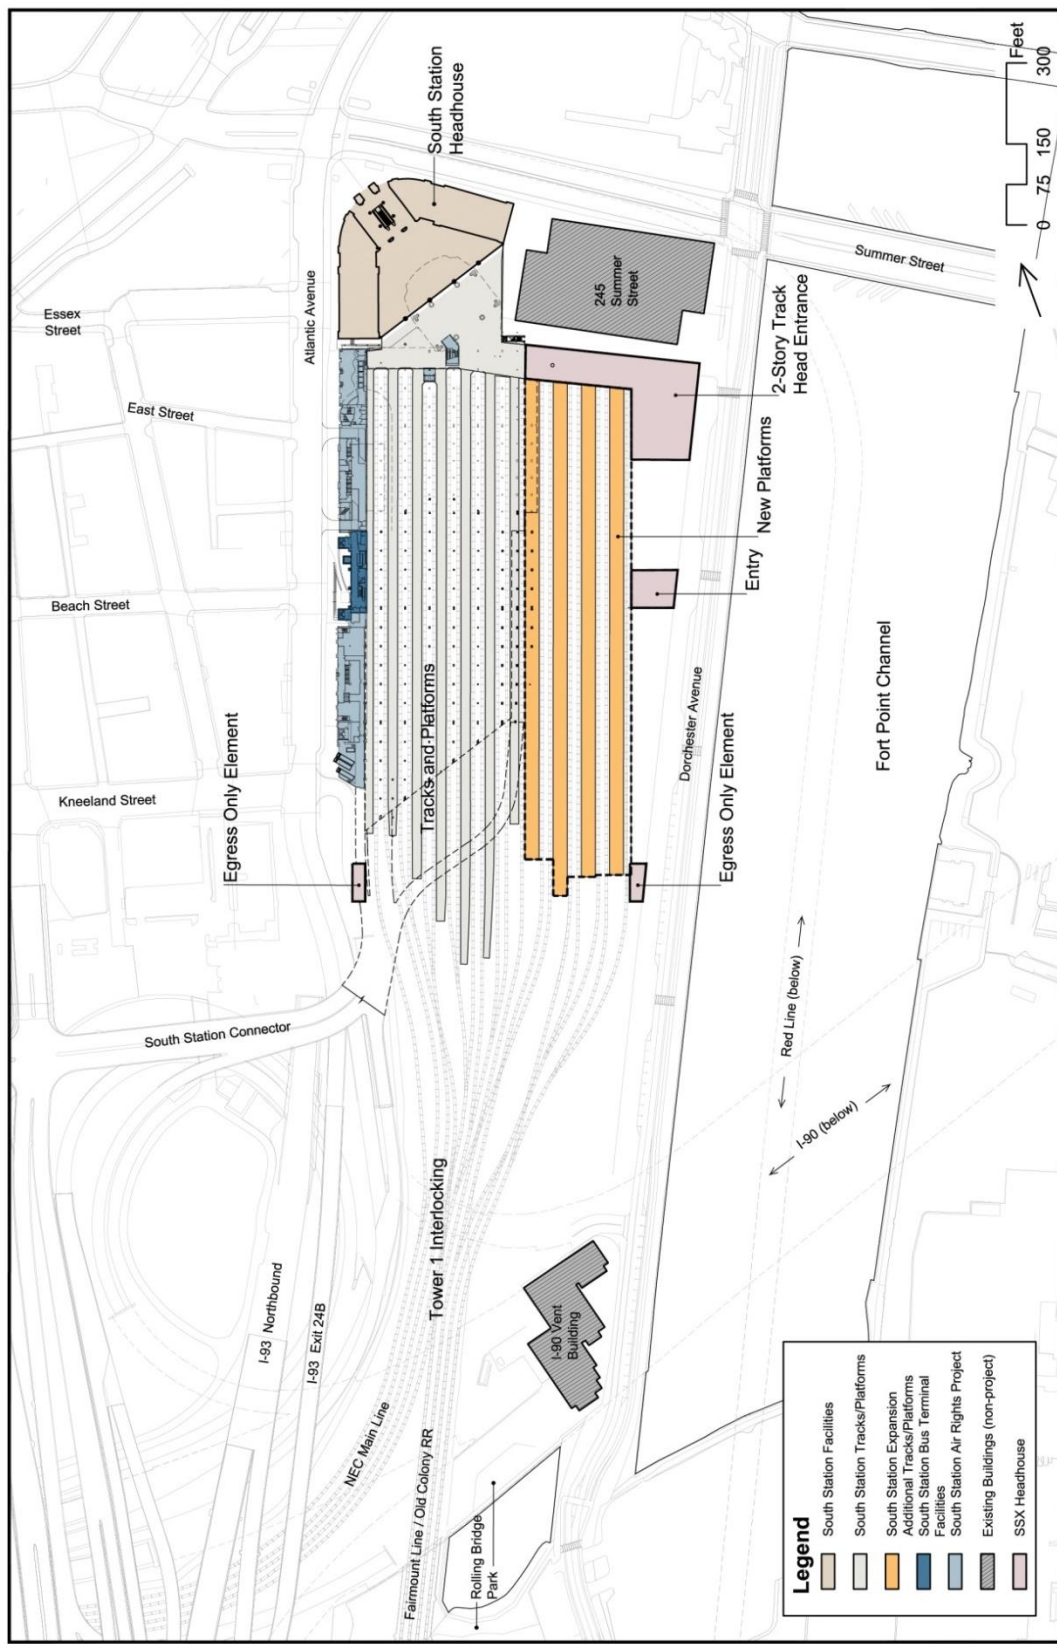 South Station
Headhouse
Feet
0 75 150 300
Essex
Street
Atlantic Avenue
245
Summer
Street
Summer Street
East Street
2-Story Track
Head Entrance
New Platforms
Beach Street
Entry
Tracks and Platforms
Egress Only Element
Kneeland Street
Dorchester Avenue
Egress Only Element
Fort Point Channel
South Station Connector
Red Line (below)
I-90 (below)
Tower 1 Interlocking
I-93 Northbound
I-93 Exit 24B
I-90 Vent
Building
NEC Main Line
Fairmount Line / Old Colony RR
Rolling Bridge
Park
Legend
South Station Facilities
South Station Tracks/Platforms
South Station Expansion
Additional Tracks/Platforms
South Station Bus Terminal
Facilities
South Station Air Rights Project
Existing Buildings (non-project)
SSX Headhouse